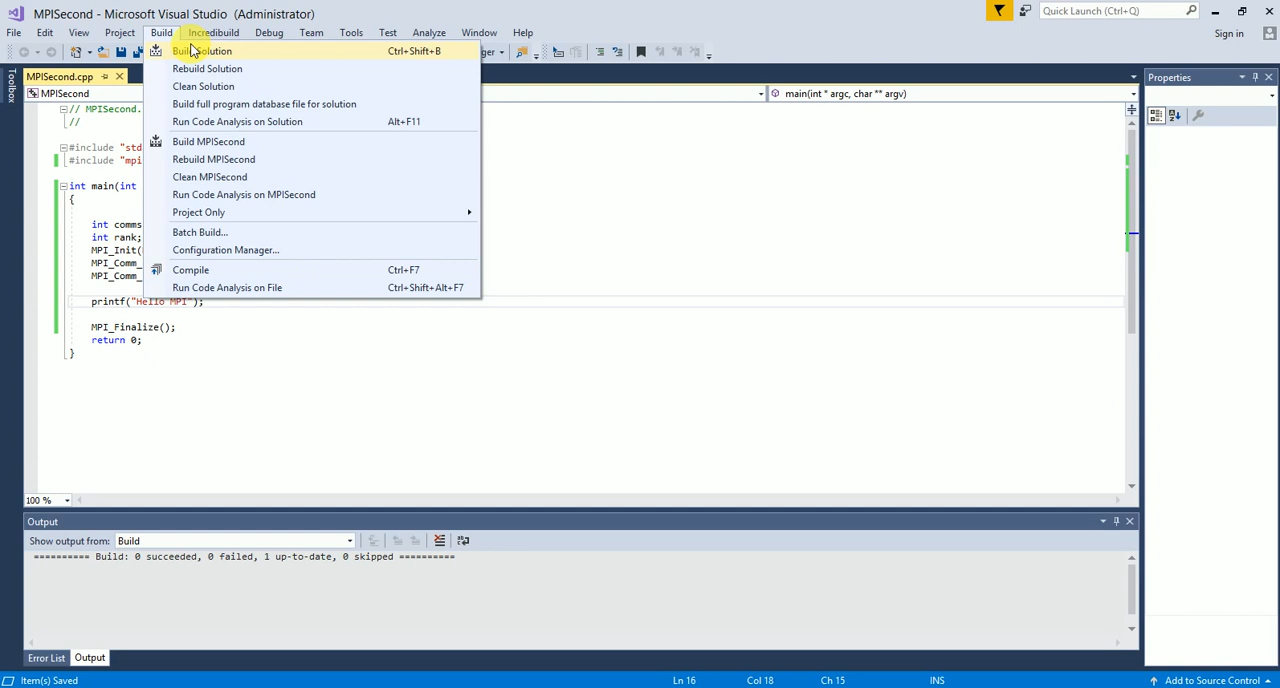 MPISecond - Microsoft Visual Studio (Administrator)
Quick Launch (Ctrl+Q)
File Edit View Project Build Incredibuild Debug Team Tools Test Analyze Window Help
Sign in
Build Solution Ctrl+Shift+B
Rebuild Solution
Clean Solution
Build full program database file for solution
Run Code Analysis on Solution Alt+F11
Build MPISecond
Rebuild MPISecond
Clean MPISecond
Run Code Analysis on MPISecond
Project Only
Batch Build...
Configuration Manager...
Compile Ctrl+F7
Run Code Analysis on File Ctrl+Shift+Alt+F7
Toolbox
MPISecond.cpp
MPISecond
main(int * argc, char ** argv)
Properties
// MPISecond.
//
#include "std
#include "mpi
int main(int
{
int comms
int rank;
MPI_Init(
MPI_Comm_
MPI_Comm_
printf("Hello MPI");
MPI_Finalize();
return 0;
}
100 %
Output
Show output from: Build
========== Build: 0 succeeded, 0 failed, 1 up-to-date, 0 skipped ==========
Error List Output
Item(s) Saved
Ln 16 Col 18 Ch 15 INS
Add to Source Control